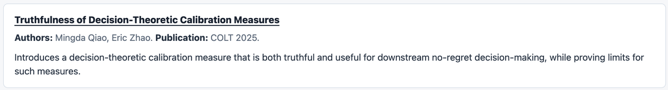 Truthfulness of Decision-Theoretic Calibration Measures
Authors: Mingda Qiao, Eric Zhao. Publication: COLT 2025.
Introduces a decision-theoretic calibration measure that is both truthful and useful for downstream no-regret decision-making, while proving limits for
such measures.